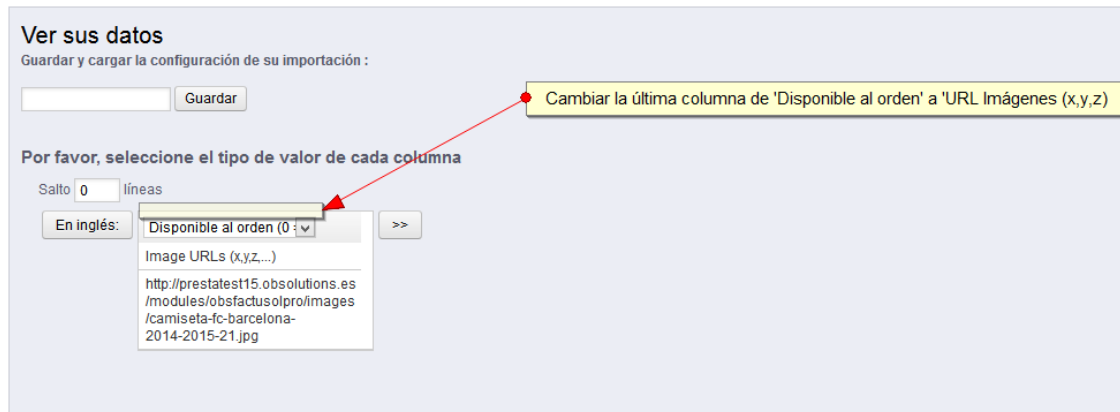 Ver sus datos
Guardar y cargar la configuración de su importación :
Guardar
Cambiar la última columna de 'Disponible al orden' a 'URL Imágenes (x,y,z)
Por favor, seleccione el tipo de valor de cada columna
Salto 0 líneas
En inglés: Disponible al orden (0 >>
Image URLs (x,y,z,...)
http://prestatest15.obsolutions.es
/modules/obsfactusolpro/images
/camiseta-fc-barcelona-
2014-2015-21.jpg